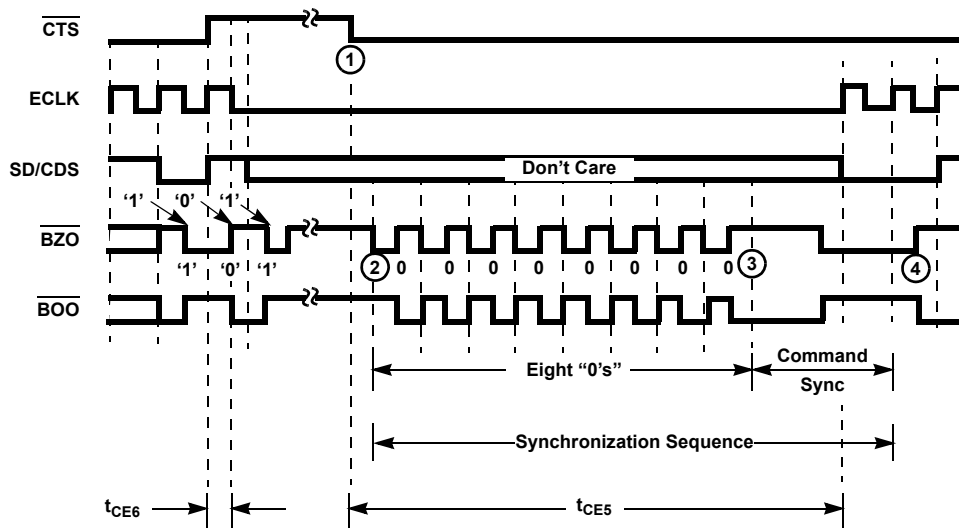 CTS
1
ECLK
SD/CDS
Don't Care
'1' '0' '1'
BZO
'1' '0' '1' 2 0 0 0 0 0 0 0 0 3 4
BOO
Eight "0's"
Command
Sync
Synchronization Sequence
tCE6 tCE5